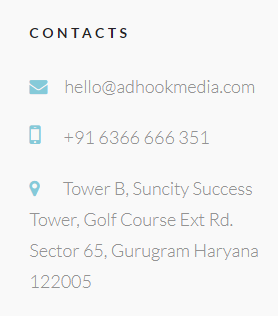 CONTACTS
hello@adhookmedia.com
+91 6366 666 351
Tower B, Suncity Success
Tower, Golf Course Ext Rd.
Sector 65, Gurugram Haryana
122005